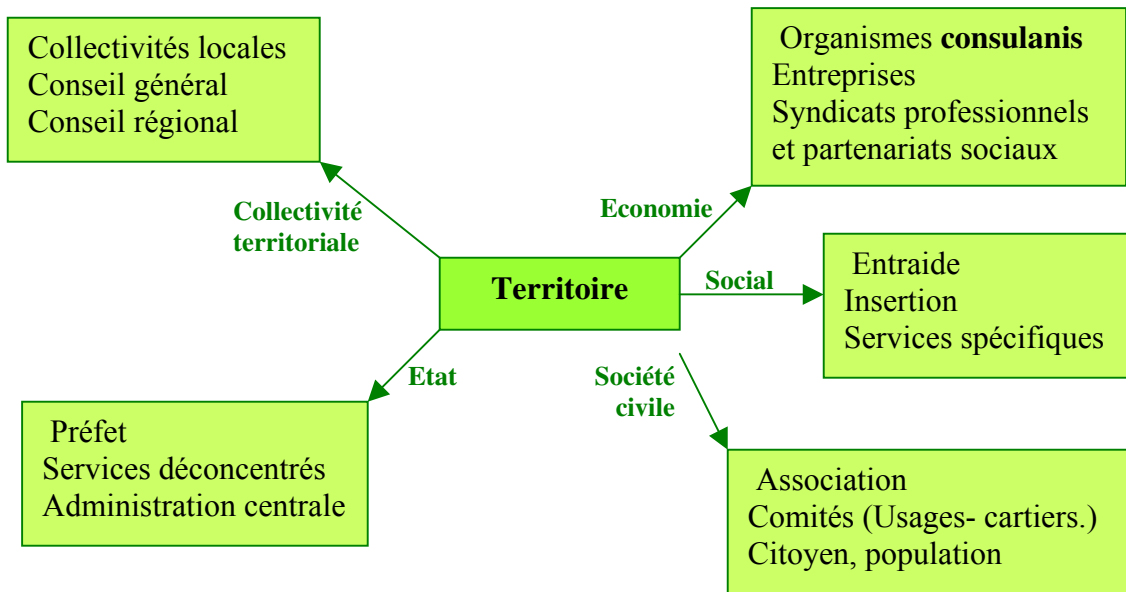 Collectivités locales
Conseil général
Conseil régional
Organismes consulanis
Entreprises
Syndicats professionnels
et partenariats sociaux
Collectivité
territoriale
Economie
Territoire
Social
Entraide
Insertion
Services spécifiques
Etat
Société
civile
Préfet
Services déconcentrés
Administration centrale
Association
Comités (Usages- cartiers.)
Citoyen, population